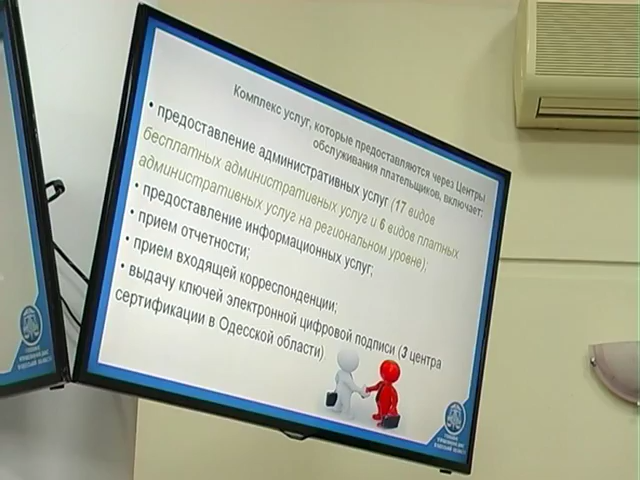 Комплекс услуг, которые предоставляются через Центры
обслуживания плательщиков, включает:
• предоставление административных услуг (17 видов
бесплатных административных услуг и 6 видов платных
административных услуг на региональном уровне);
• предоставление информационных услуг;
• прием отчетности;
• прием входящей корреспонденции;
• выдачу ключей электронной цифровой подписи (3 центра
сертификации в Одесской области)